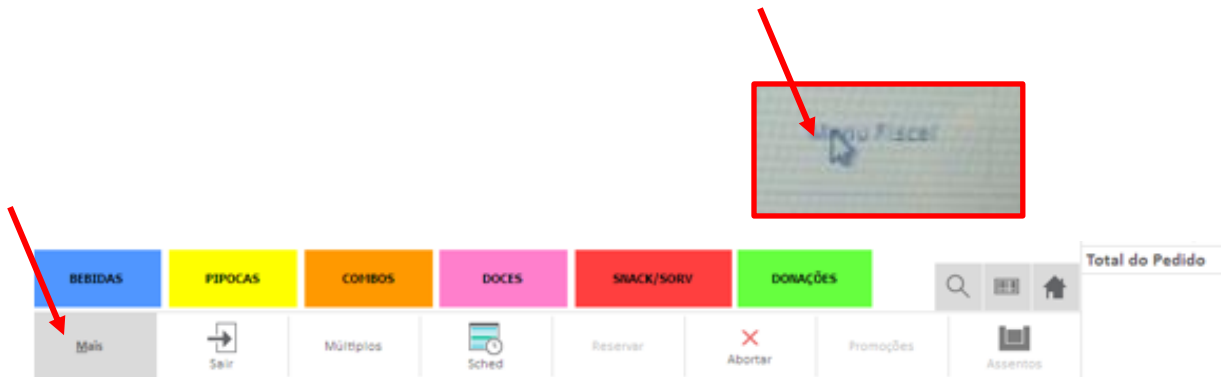 Menu Fiscal
BEBIDAS
PIPOCAS
COMBOS
DOCES
SNACK/SORV
DONAÇÕES
Total do Pedido
Mais
Sair
Múltiplos
Sched
Reservar
Abortar
Promoções
Assentos